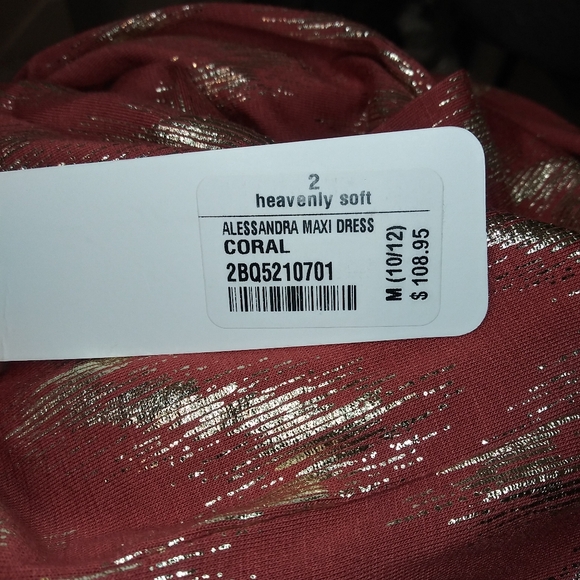 2
heavenly soft
ALESSANDRA MAXI DRESS
CORAL
2BQ5210701
M (10/12)
$ 108.95